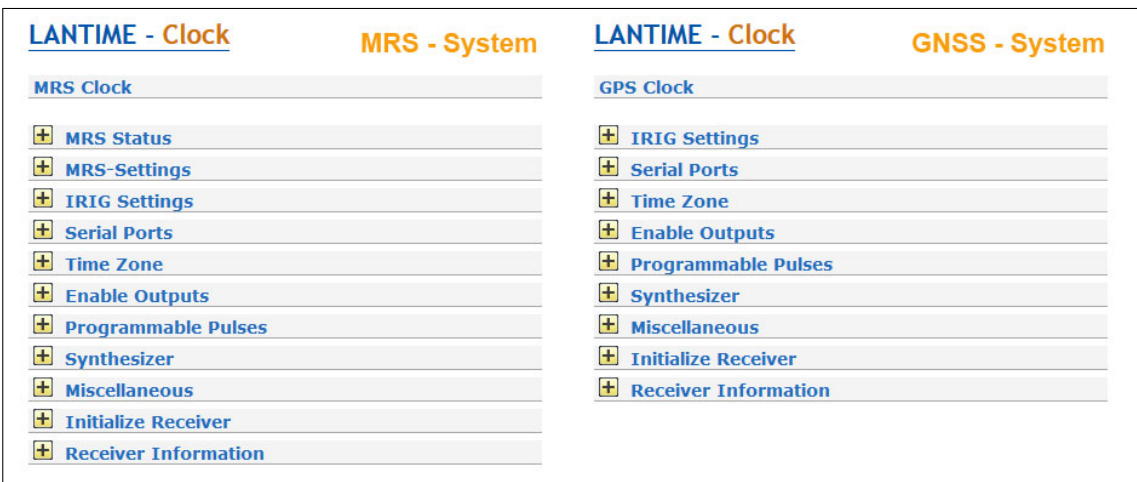 LANTIME - Clock
MRS - System
MRS Clock
MRS Status
MRS-Settings
IRIG Settings
Serial Ports
Time Zone
Enable Outputs
Programmable Pulses
Synthesizer
Miscellaneous
Initialize Receiver
Receiver Information
LANTIME - Clock
GNSS - System
GPS Clock
IRIG Settings
Serial Ports
Time Zone
Enable Outputs
Programmable Pulses
Synthesizer
Miscellaneous
Initialize Receiver
Receiver Information